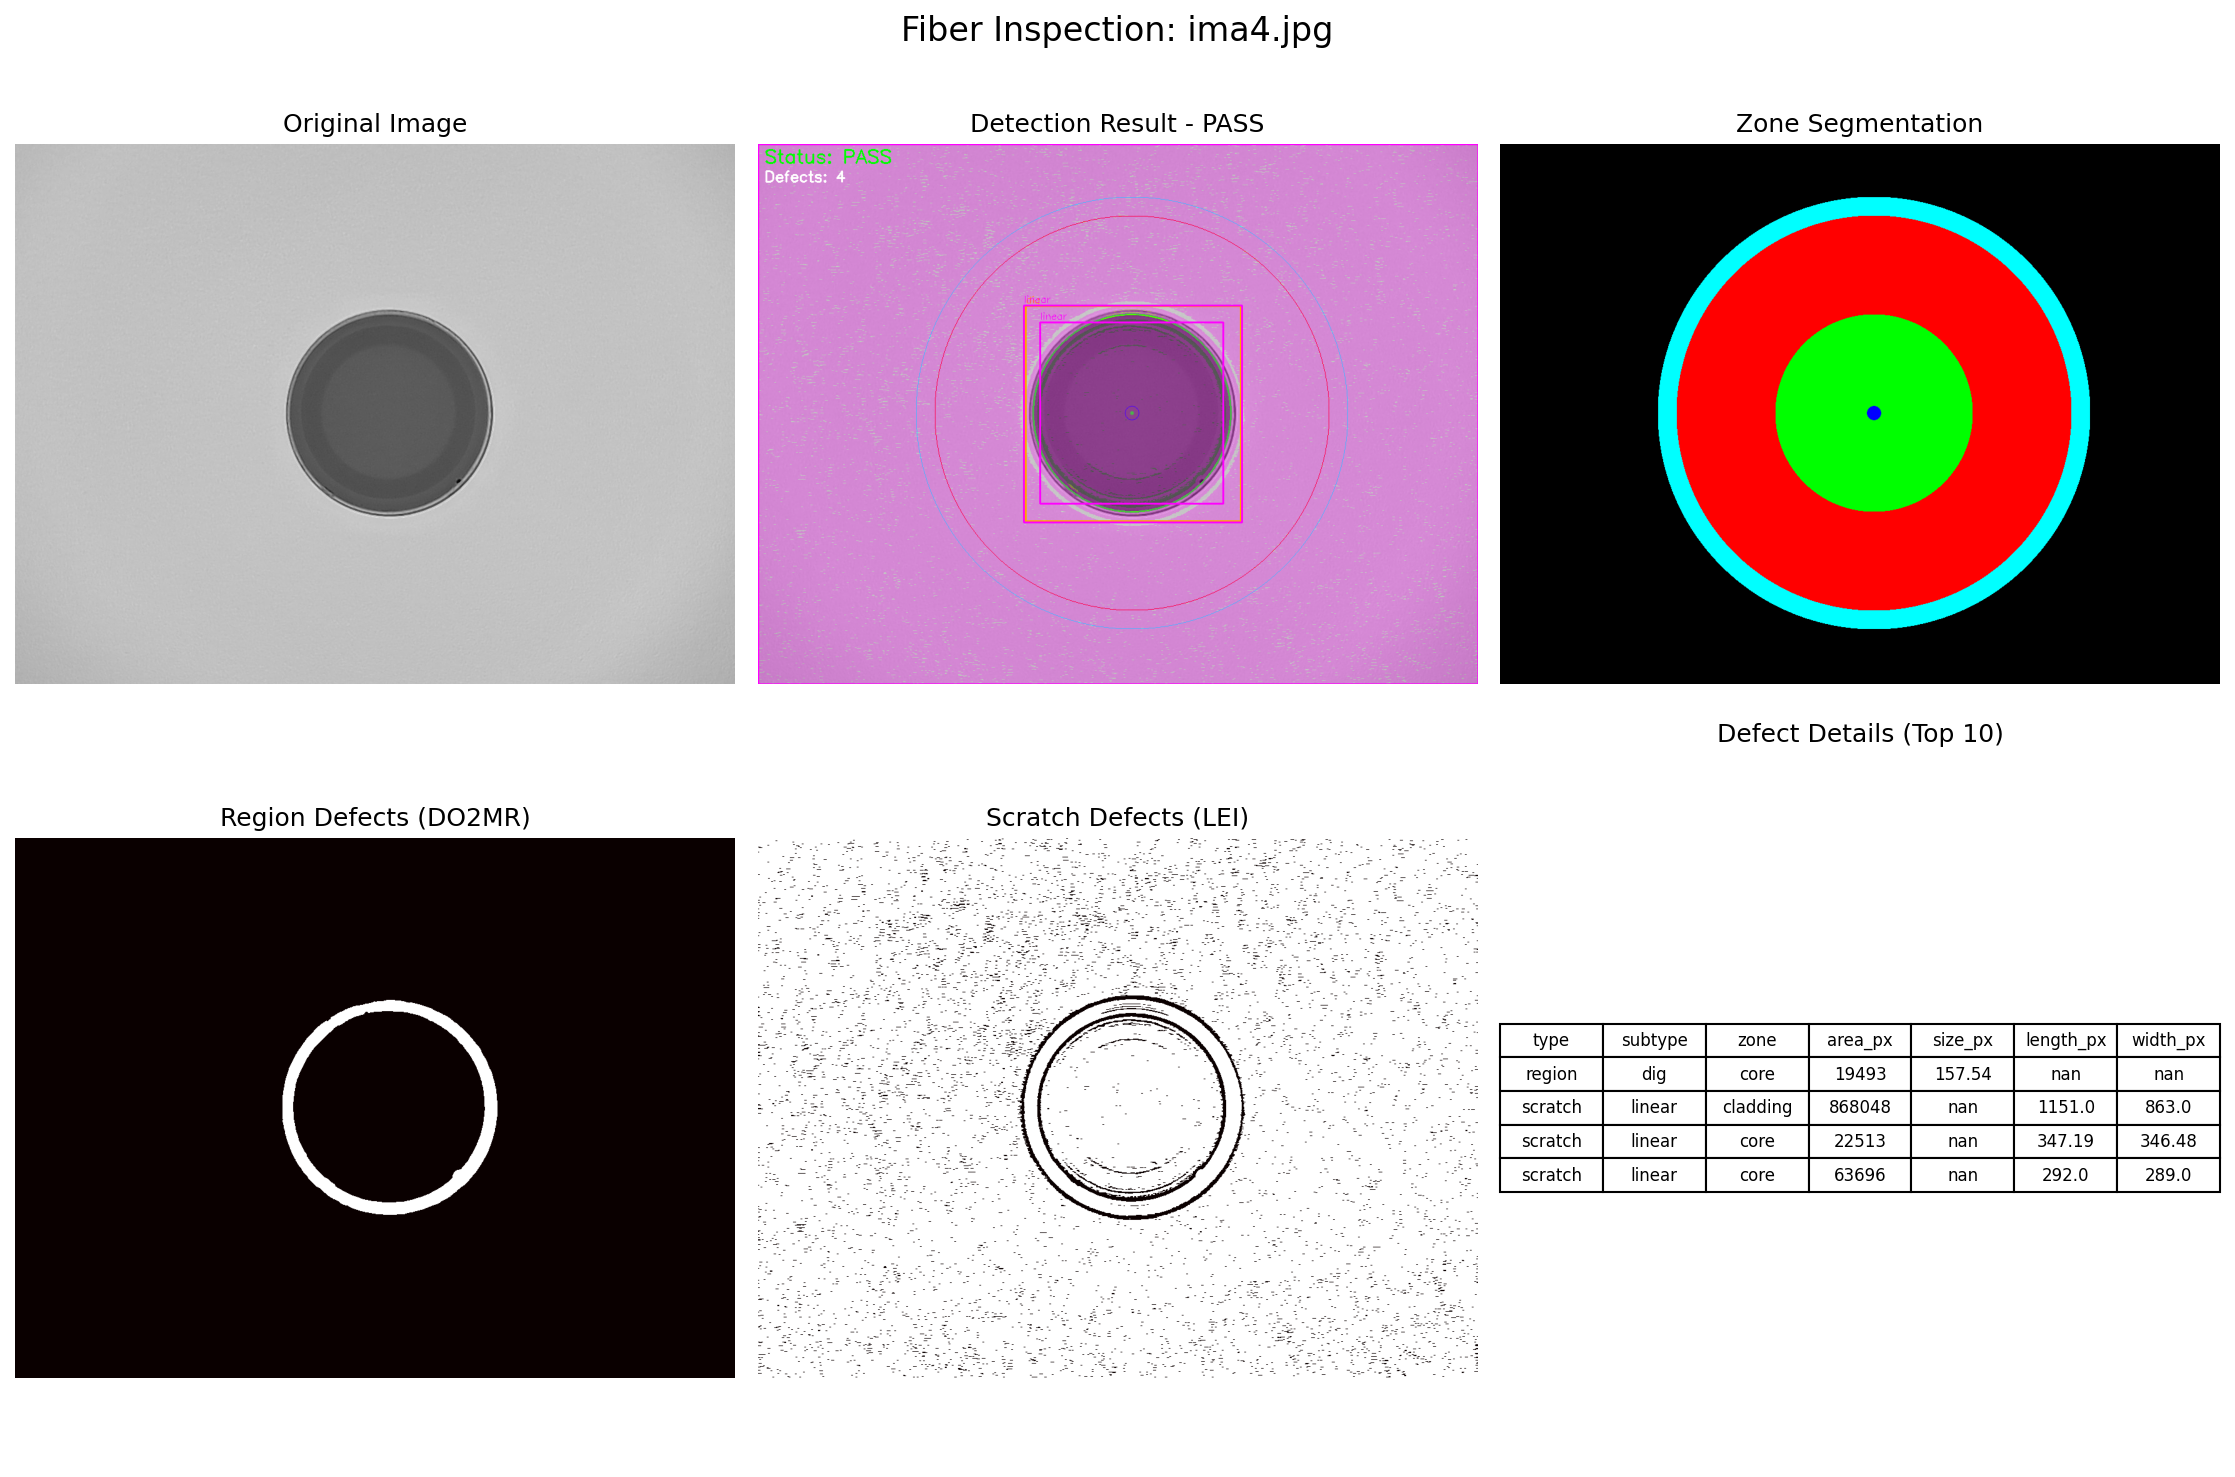 Fiber Inspection: ima4.jpg
Original Image
Detection Result - PASS
Zone Segmentation
Status: PASS
Defects: 4
linear
linear
Defect Details (Top 10)
Region Defects (DO2MR)
Scratch Defects (LEI)
type subtype zone area_px size_px length_px width_px
region dig core 19493 157.54 nan nan
scratch linear cladding 868048 nan 1151.0 863.0
scratch linear core 22513 nan 347.19 346.48
scratch linear core 63696 nan 292.0 289.0